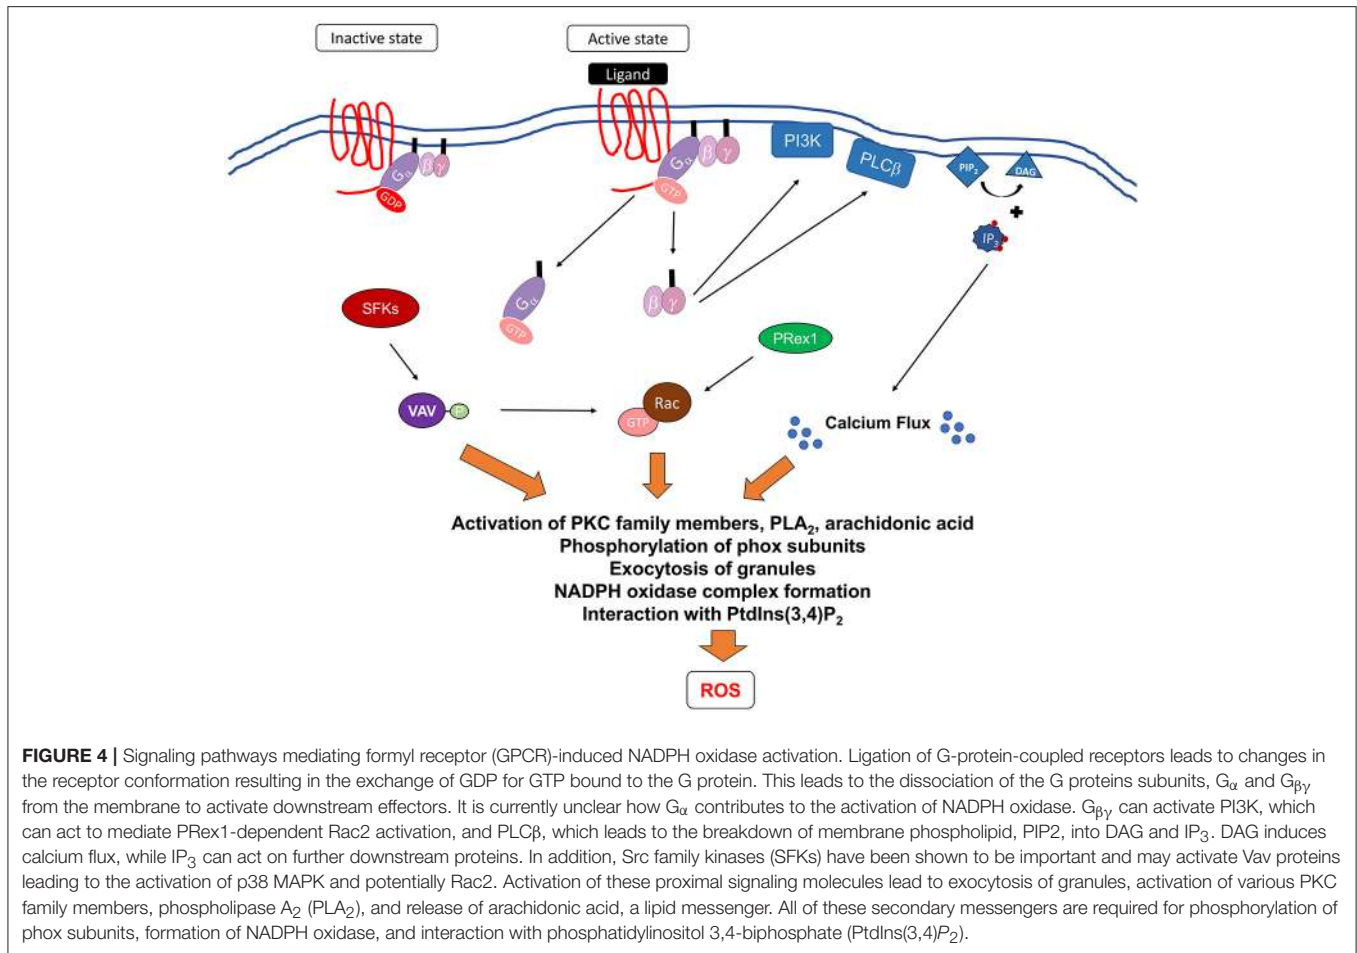 Inactive state
Active state
Ligand
Gα
β
γ
GDP
Gα
β
γ
GTP
PI3K
PLCβ
PIP2
DAG
+
IP3
Gα
GTP
β
γ
SFKs
PRex1
VAV
P
Rac
GTP
Calcium Flux
Activation of PKC family members, PLA2, arachidonic acid
Phosphorylation of phox subunits
Exocytosis of granules
NADPH oxidase complex formation
Interaction with PtdIns(3,4)P2
ROS
FIGURE 4 | Signaling pathways mediating formyl receptor (GPCR)-induced NADPH oxidase activation. Ligation of G-protein-coupled receptors leads to changes in
the receptor conformation resulting in the exchange of GDP for GTP bound to the G protein. This leads to the dissociation of the G proteins subunits, Gα and Gβγ
from the membrane to activate downstream effectors. It is currently unclear how Gα contributes to the activation of NADPH oxidase. Gβγ can activate PI3K, which
can act to mediate PRex1-dependent Rac2 activation, and PLCβ, which leads to the breakdown of membrane phospholipid, PIP2, into DAG and IP3. DAG induces
calcium flux, while IP3 can act on further downstream proteins. In addition, Src family kinases (SFKs) have been shown to be important and may activate Vav proteins
leading to the activation of p38 MAPK and potentially Rac2. Activation of these proximal signaling molecules lead to exocytosis of granules, activation of various PKC
family members, phospholipase A2 (PLA2), and release of arachidonic acid, a lipid messenger. All of these secondary messengers are required for phosphorylation of
phox subunits, formation of NADPH oxidase, and interaction with phosphatidylinositol 3,4-biphosphate (PtdIns(3,4)P2).